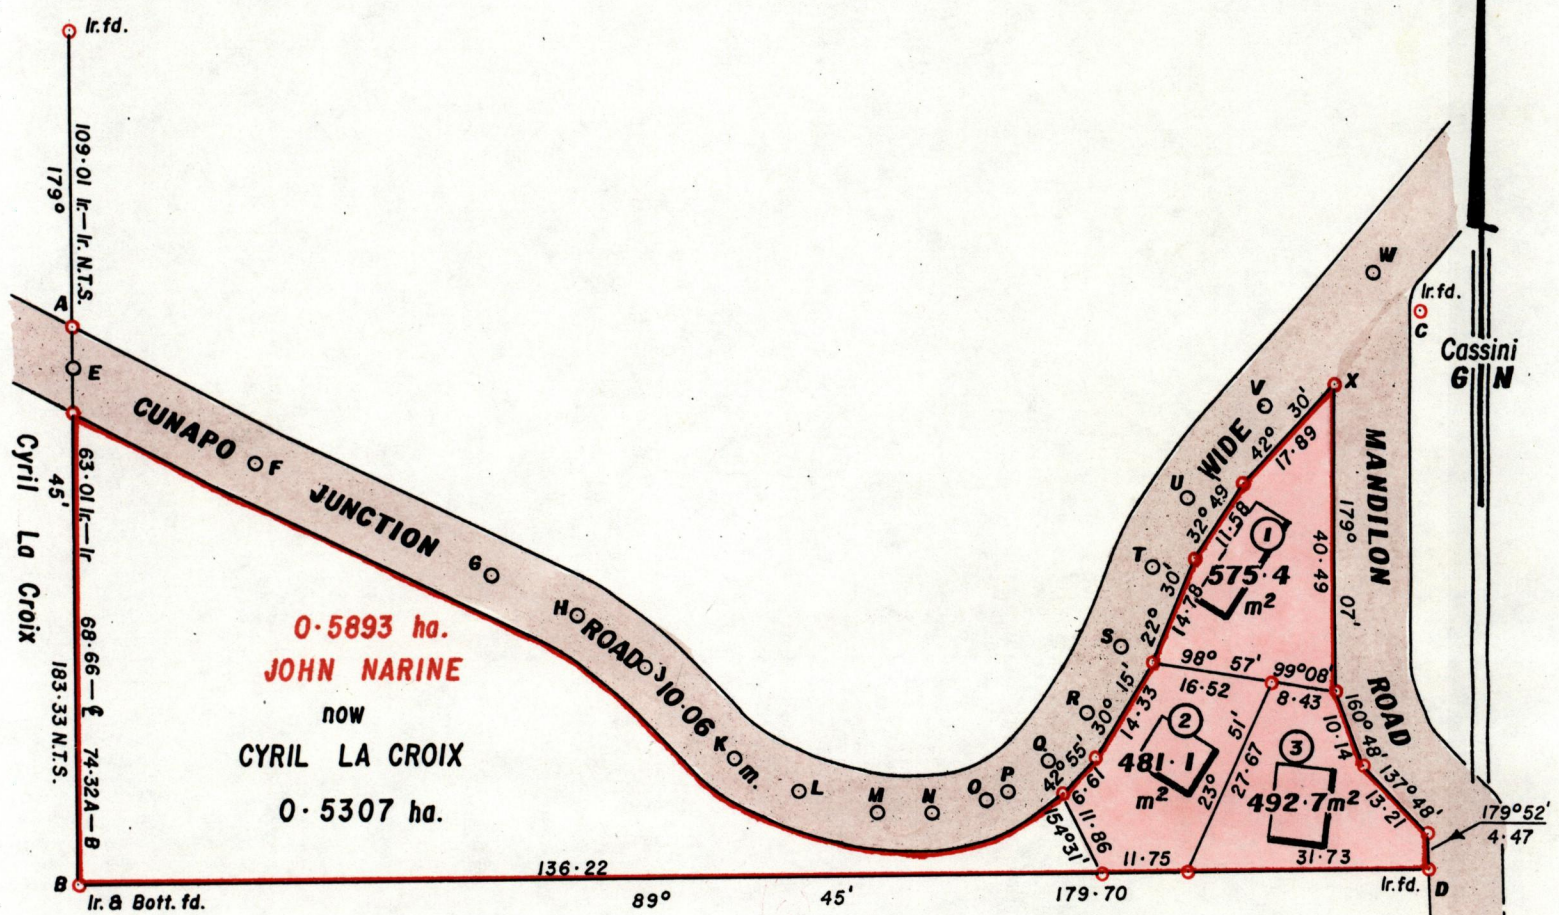 Ir.fd.
109·01 Ir.—Ir. N.T.S.
179°
A
E
CUNAPO
F
JUNCTION
G
H
ROAD
J
10·06
K
m.
L
M
N
O
P
Q
R
S
T
U
WIDE
V
W
X
Ir.fd.
C
Cassini
G N
MANDILON
ROAD
Cyril La Croix
45'
63·01 Ir.—Ir
68·66 — ℄
74·32 A—B
183·33 N.T.S.
0·5893 ha.
JOHN NARINE
now
CYRIL LA CROIX
0·5307 ha.
42° 30'
17·89
32° 49'
11·58
1
575·4
m²
179° 07'
40·49
22° 30'
14·78
98° 57'
16·52
99°08'
8·43
30° 15'
14·33
2
481·1
m²
23° 51'
27·67
3
492·7m²
160° 48'
10·14
137° 48'
13·21
42° 55'
6·61
154°31'
11·86
179°52'
4·47
11·75
31·73
136·22
89° 45'
179·70
B
Ir. & Bott. fd.
Ir.fd.
D